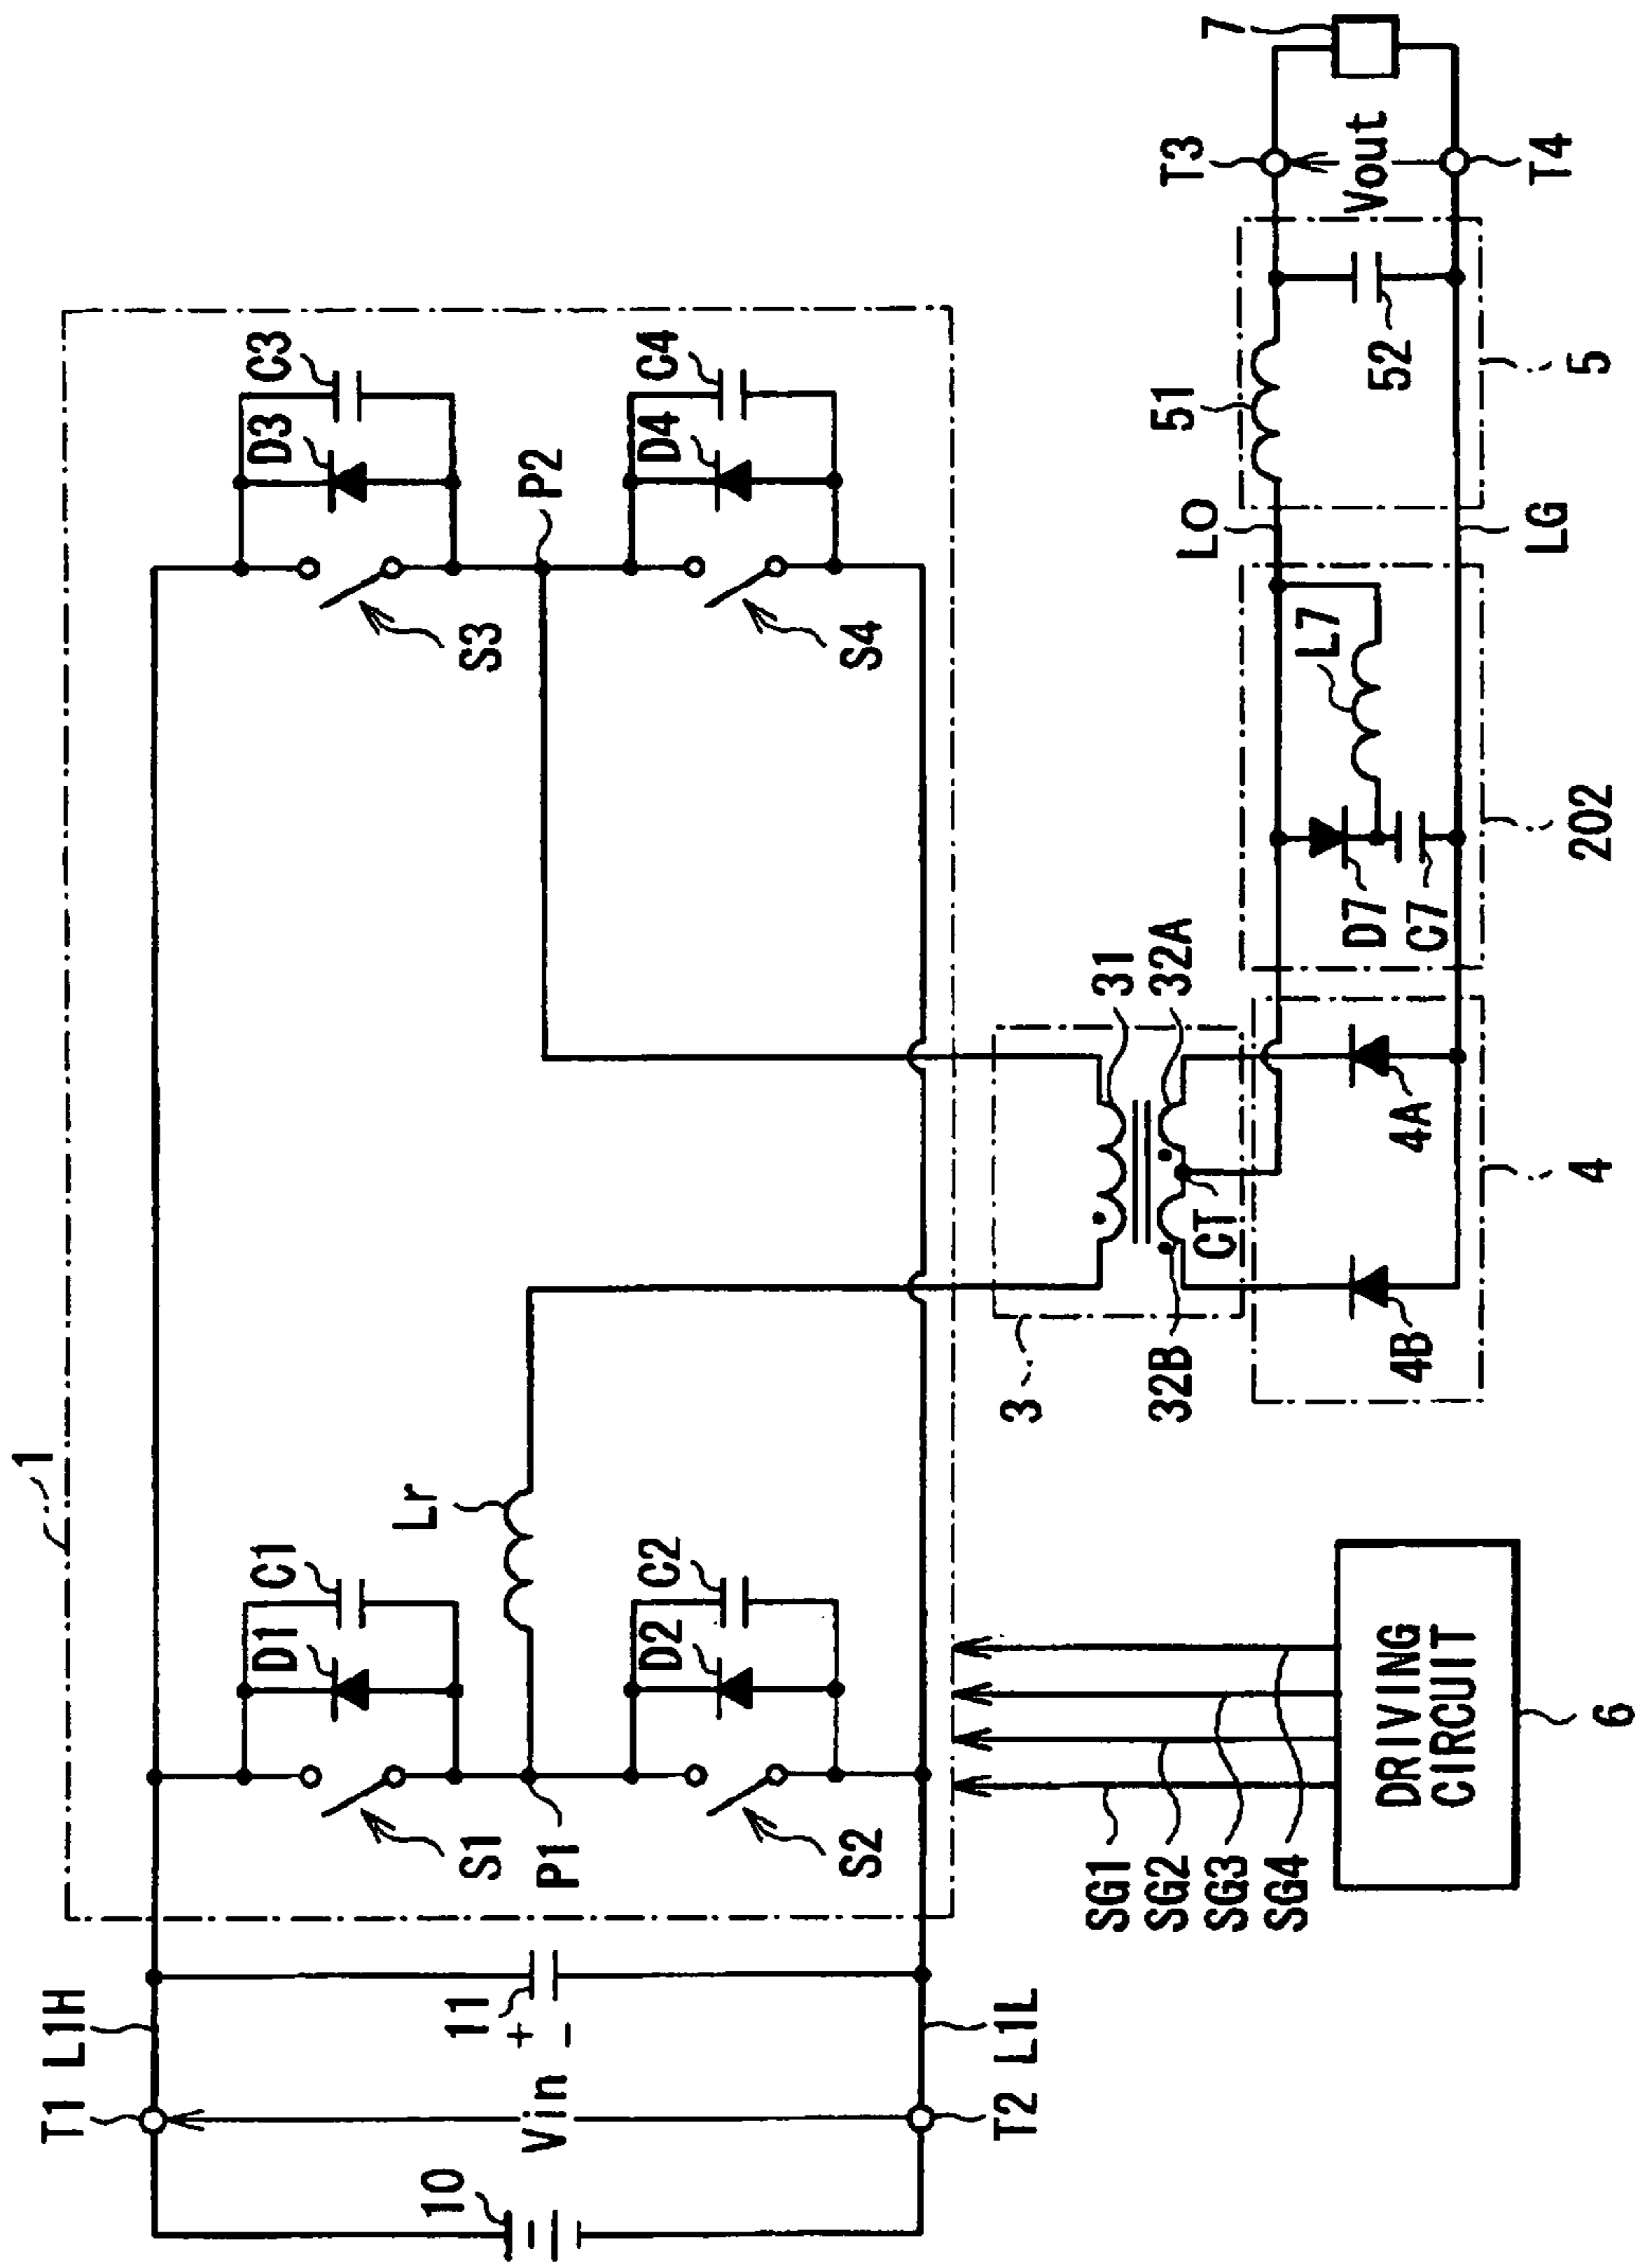 1
T1
L1H
10
Vin
11
+
-
T2
L1L
S1
D1
C1
P1
Lr
S2
D2
C2
S3
D3
C3
P2
S4
D4
C4
SG1
SG2
SG3
SG4
DRIVING
CIRCUIT
6
3
31
32A
32B
CT
4B
4A
4
D7
C7
L7
202
LO
LG
51
52
5
T3
Vout
T4
7